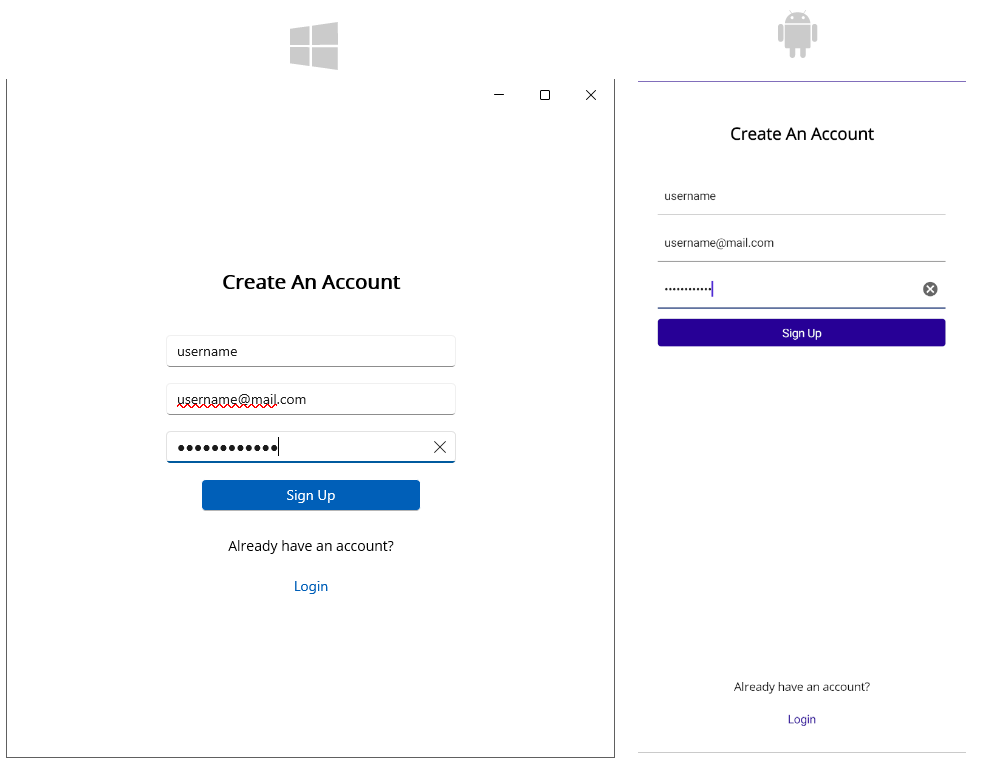 Create An Account
username
username@mail.com
••••••••••••
Sign Up
Already have an account?
Login
Create An Account
username
username@mail.com
••••••••••••
Sign Up
Already have an account?
Login